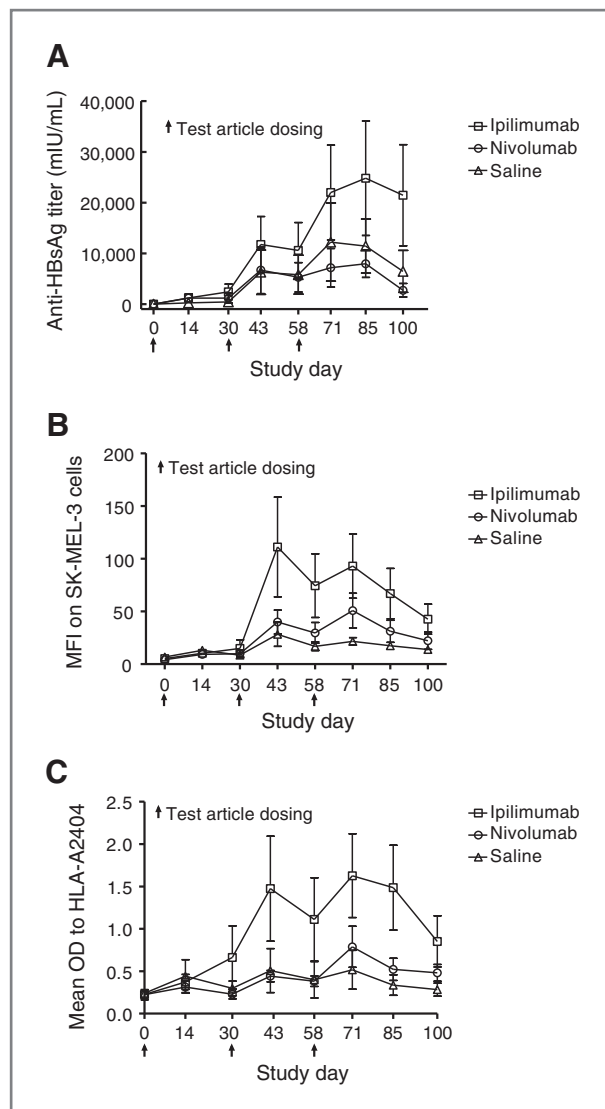 A
40,000
30,000
20,000
10,000
0
Anti-HBsAg titer (mIU/mL)
Test article dosing
Ipilimumab
Nivolumab
Saline
0 14 30 43 58 71 85 100
Study day
B
200
150
100
50
0
MFI on SK-MEL-3 cells
Test article dosing
Ipilimumab
Nivolumab
Saline
0 14 30 43 58 71 85 100
Study day
C
2.5
2.0
1.5
1.0
0.5
0.0
Mean OD to HLA-A2404
Test article dosing
Ipilimumab
Nivolumab
Saline
0 14 30 43 58 71 85 100
Study day